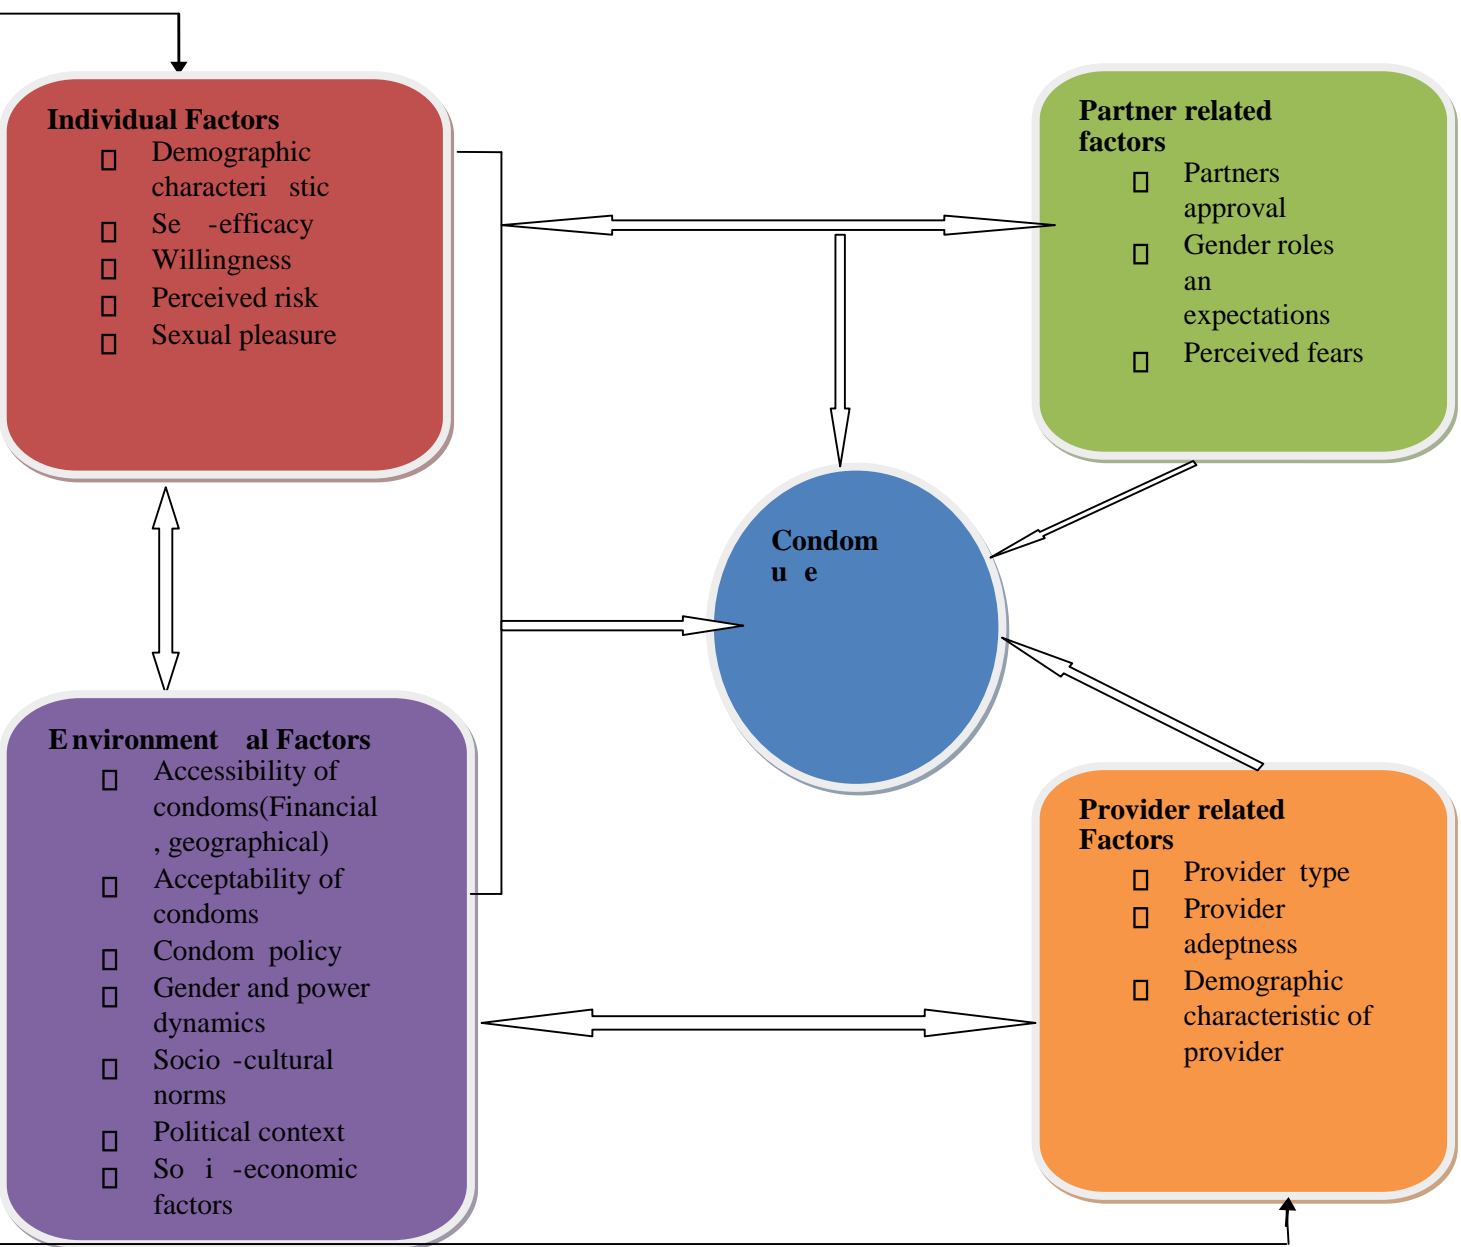 Individual Factors
Demographic
characteri stic
Se -efficacy
Willingness
Perceived risk
Sexual pleasure
Partner related
factors
Partners
approval
Gender roles
an
expectations
Perceived fears
Condom
u e
Environment al Factors
Accessibility of
condoms(Financial
, geographical)
Acceptability of
condoms
Condom policy
Gender and power
dynamics
Socio -cultural
norms
Political context
So i -economic
factors
Provider related
Factors
Provider type
Provider
adeptness
Demographic
characteristic of
provider